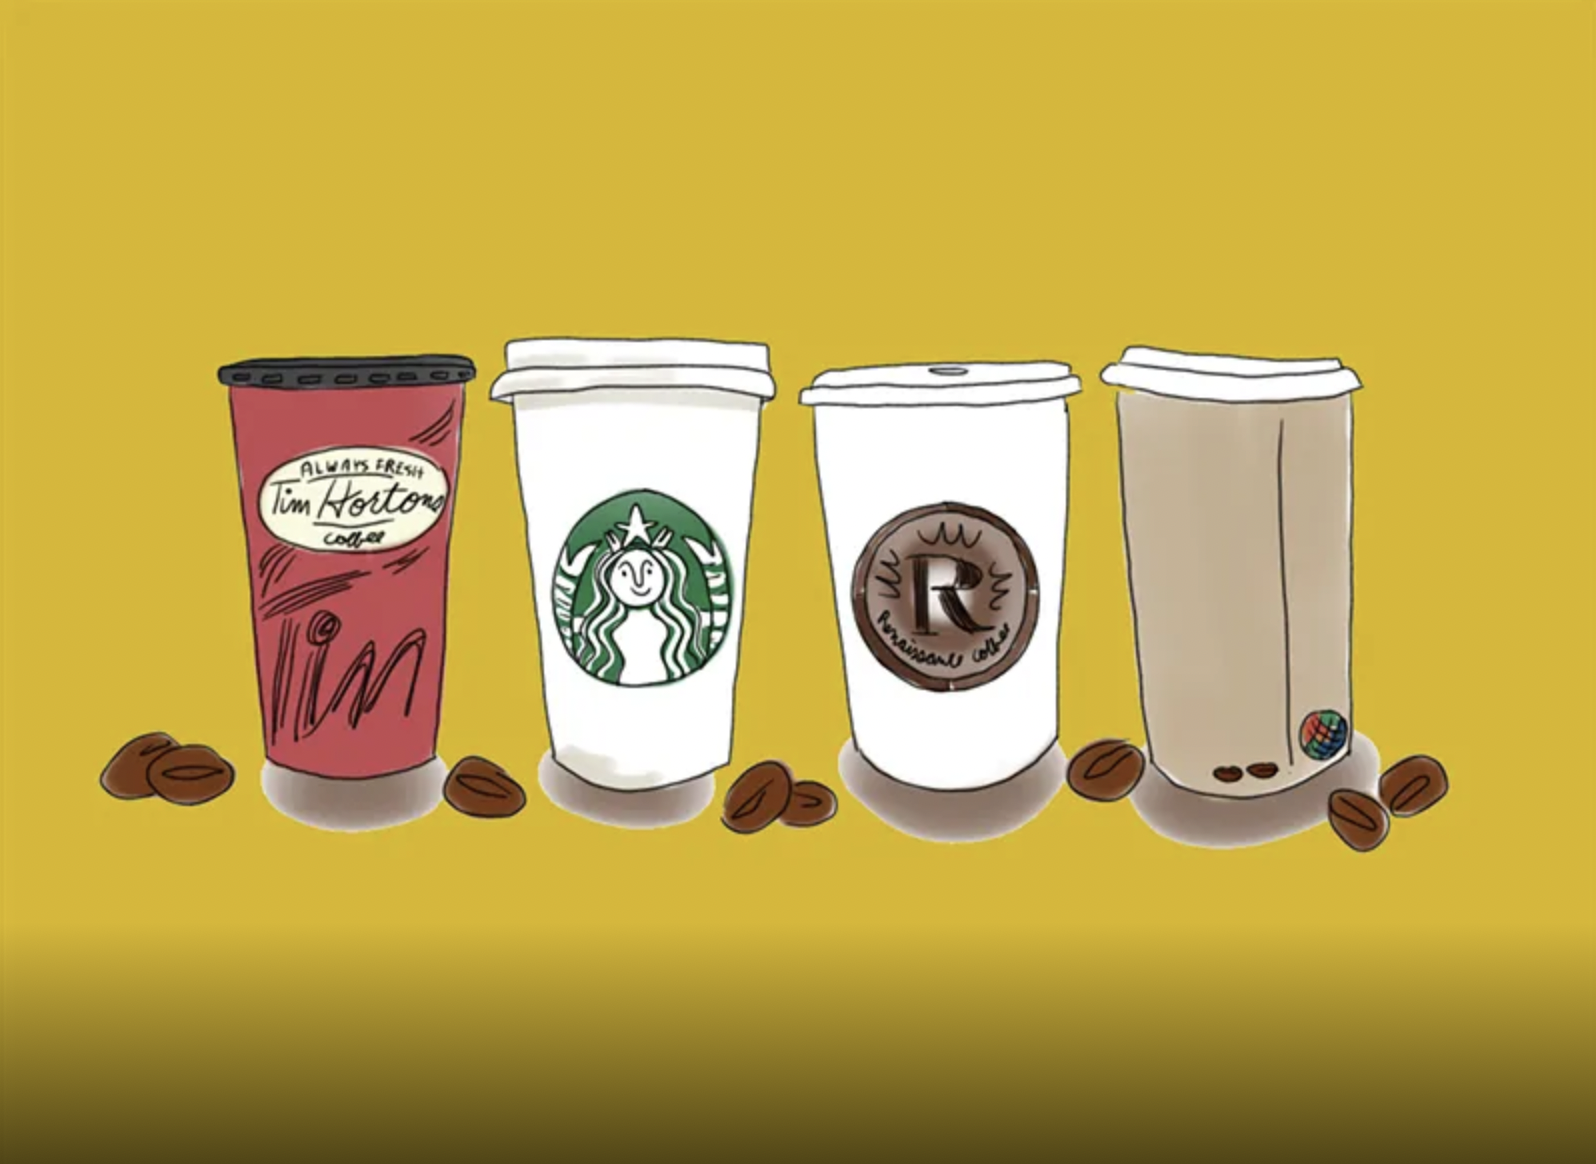 ALWAYS FRESH
Tim Hortons
coffee
Tim
R
Renaissance coffee